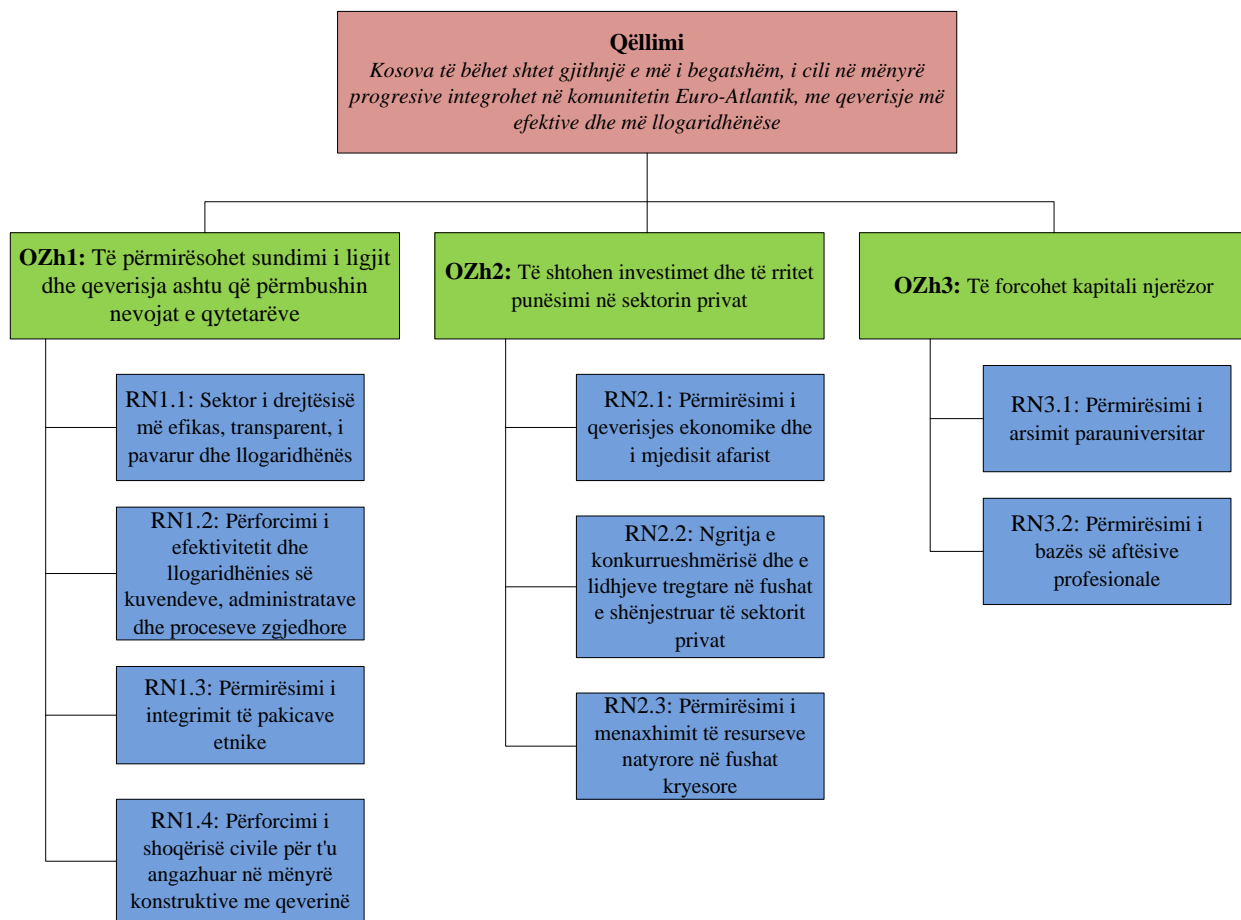 Qëllimi
Kosova të bëhet shtet gjithnjë e më i begatshëm, i cili në mënyrë
progresive integrohet në komunitetin Euro-Atlantik, me qeverisje më
efektive dhe më llogaridhënëse
OZh1: Të përmirësohet sundimi i ligjit
dhe qeverisja ashtu që përmbushin
nevojat e qytetarëve
RN1.1: Sektor i drejtësisë
më efikas, transparent, i
pavarur dhe llogaridhënës
RN1.2: Përforcimi i
efektivitetit dhe
llogaridhënies së
kuvendeve, administratave
dhe proceseve zgjedhore
RN1.3: Përmirësimi i
integrimit të pakicave
etnike
RN1.4: Përforcimi i
shoqërisë civile për t'u
angazhuar në mënyrë
konstruktive me qeverinë
OZh2: Të shtohen investimet dhe të rritet
punësimi në sektorin privat
RN2.1: Përmirësimi i
qeverisjes ekonomike dhe
i mjedisit afarist
RN2.2: Ngritja e
konkurrueshmërisë dhe e
lidhjeve tregtare në fushat
e shënjestruar të sektorit
privat
RN2.3: Përmirësimi i
menaxhimit të resurseve
natyrore në fushat
kryesore
OZh3: Të forcohet kapitali njerëzor
RN3.1: Përmirësimi i
arsimit parauniversitar
RN3.2: Përmirësimi i
bazës së aftësive
profesionale